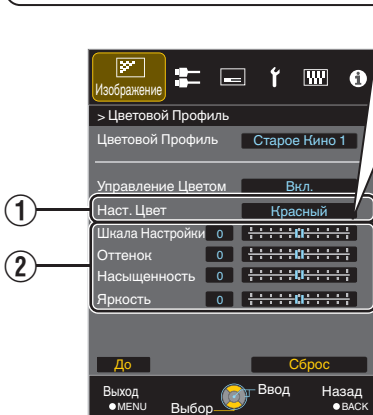 Изображение
> Цветовой Профиль
Цветовой Профиль Старое Кино 1
Управление Цветом Вкл.
① Наст. Цвет Красный
Шкала Настройки 0
② Оттенок 0
Насыщенность 0
Яркость 0
До Сброс
Выход Ввод Назад
●MENU Выбор ●BACK